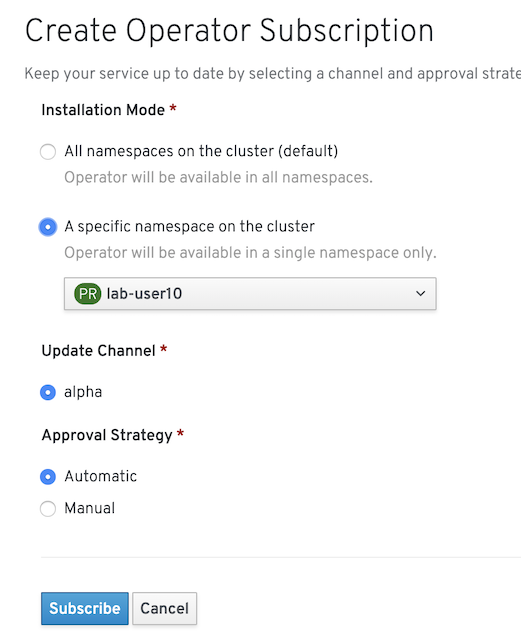 Create Operator Subscription
Keep your service up to date by selecting a channel and approval strate
Installation Mode *
All namespaces on the cluster (default)
Operator will be available in all namespaces.
A specific namespace on the cluster
Operator will be available in a single namespace only.
PR lab-user10
Update Channel *
alpha
Approval Strategy *
Automatic
Manual
Subscribe Cancel